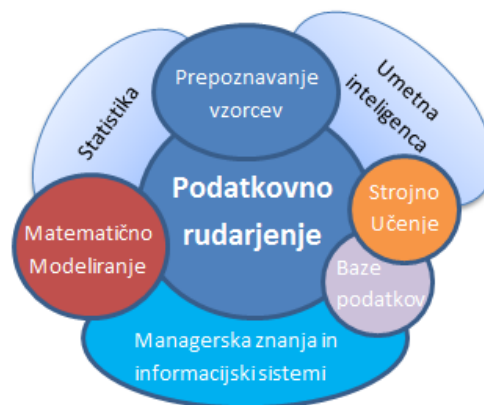 Prepoznavanje
vzorcev
Statistika
Umetna
inteligenca
Podatkovno
rudarjenje
Strojno
Učenje
Matematično
Modeliranje
Baze
podatkov
Managerska znanja in
informacijski sistemi